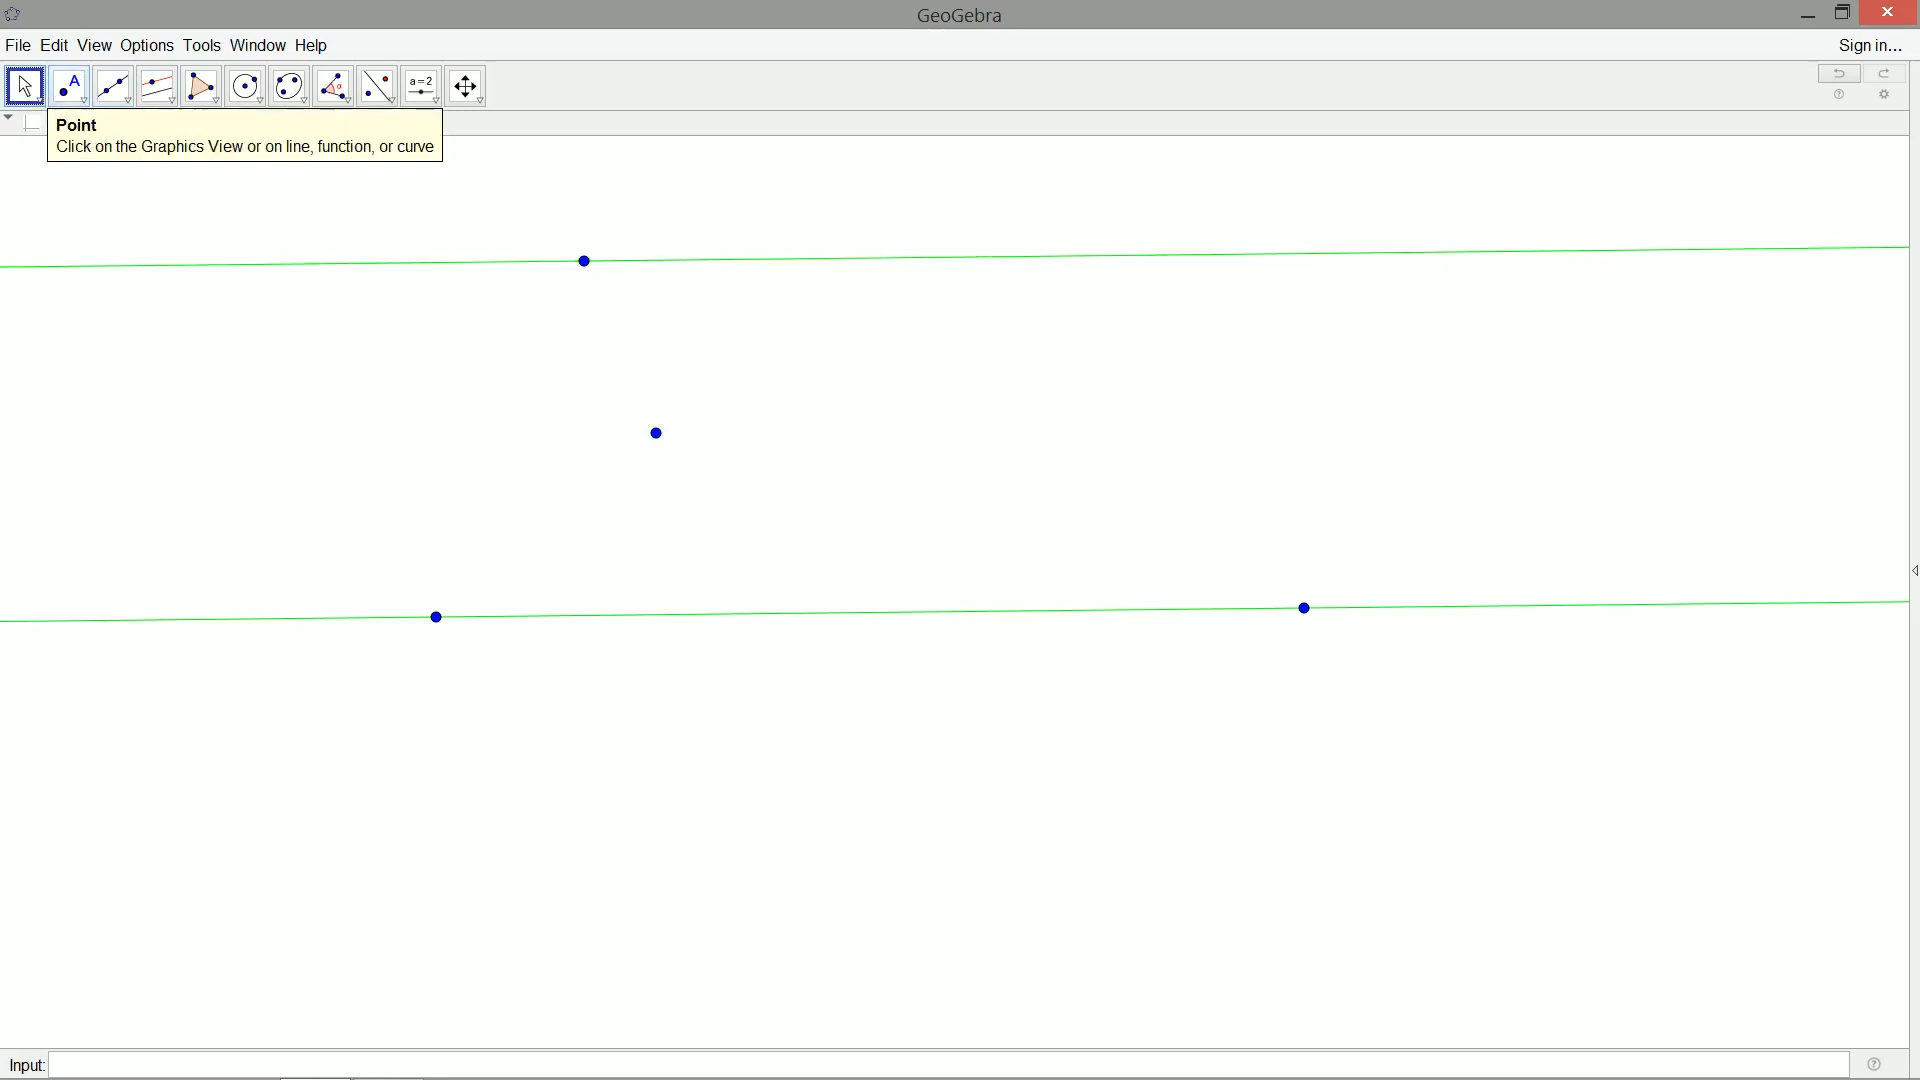 GeoGebra
File Edit View Options Tools Window Help
Sign in...
A
α
a=2
Point
Click on the Graphics View or on line, function, or curve
Input: